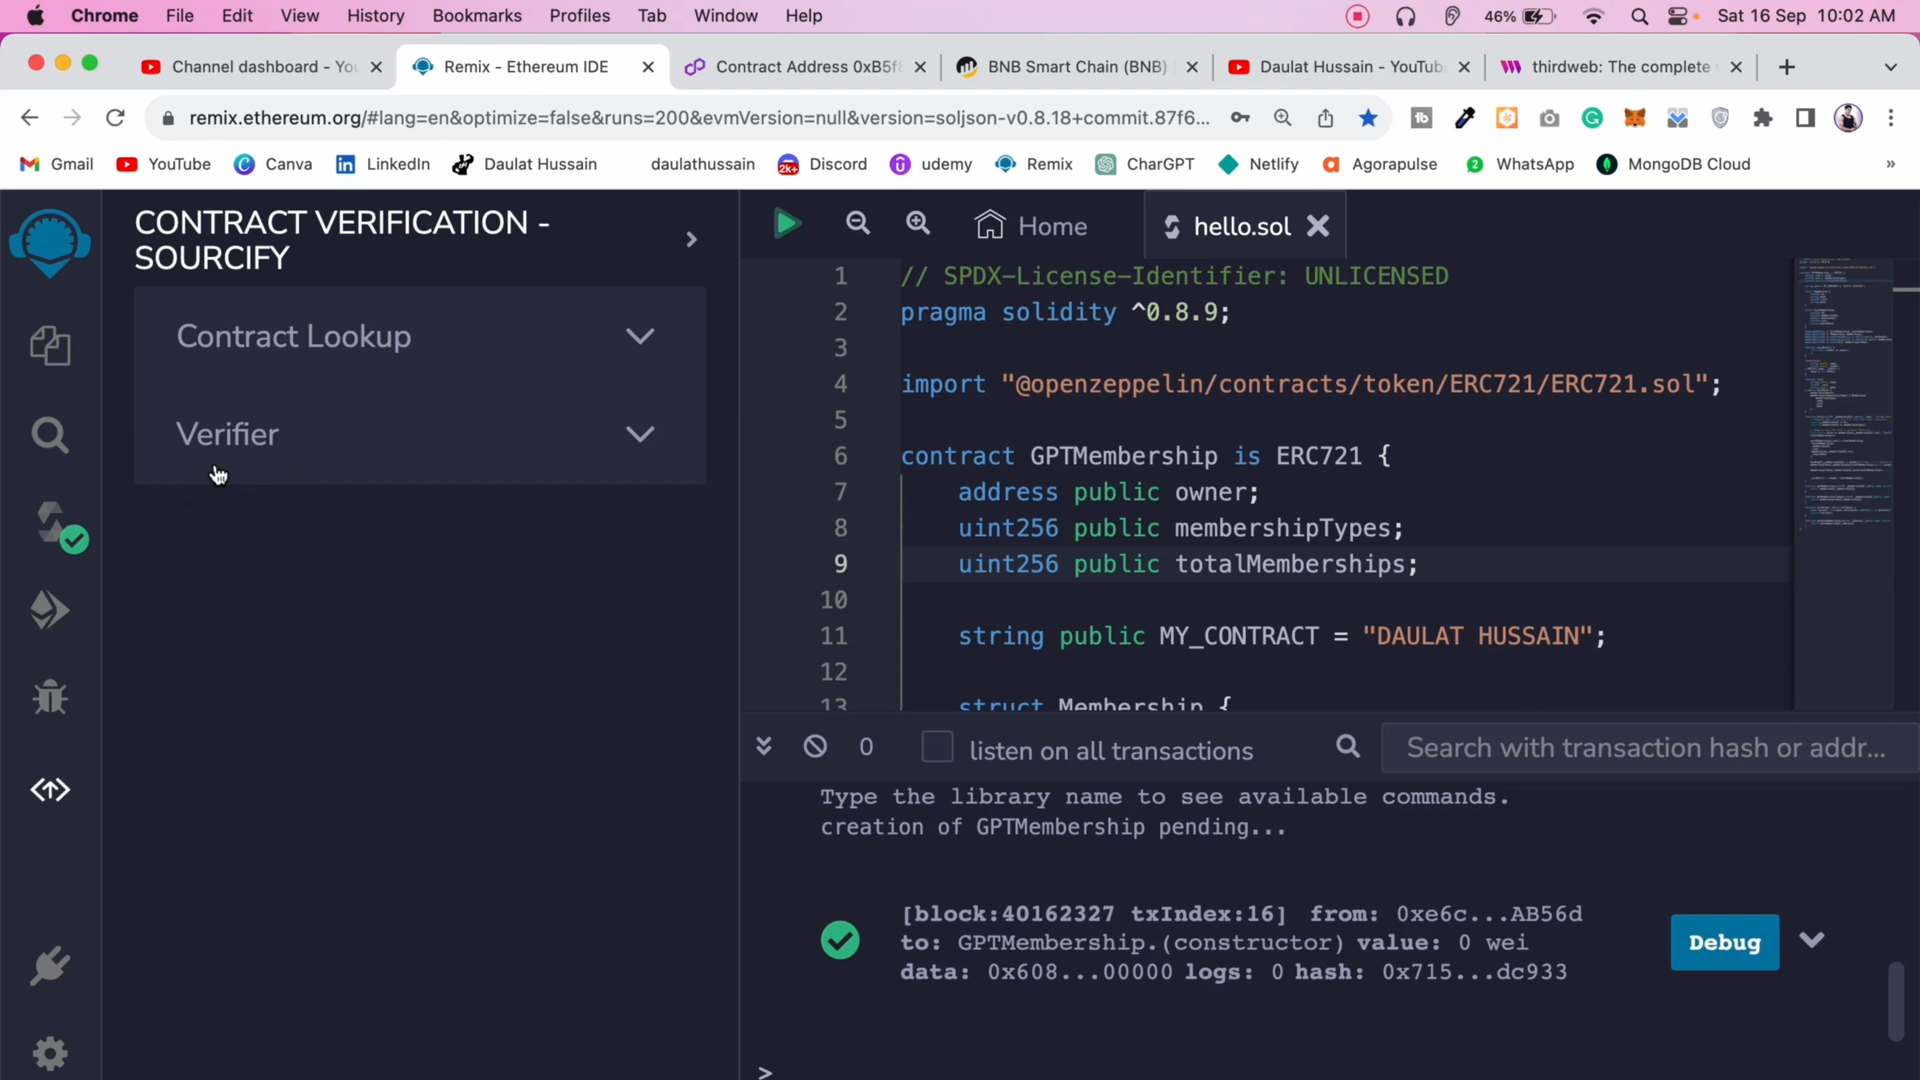 Chrome File Edit View History Bookmarks Profiles Tab Window Help 46% Sat 16 Sep 10:02 AM
Channel dashboard - You Remix - Ethereum IDE Contract Address 0xB5f8 BNB Smart Chain (BNB) Daulat Hussain - YouTube thirdweb: The complete
remix.ethereum.org/#lang=en&optimize=false&runs=200&evmVersion=null&version=soljson-v0.8.18+commit.87f6...
Gmail YouTube Canva LinkedIn Daulat Hussain daulathussain 2k+ Discord udemy Remix CharGPT Netlify Agorapulse 2 WhatsApp MongoDB Cloud »
CONTRACT VERIFICATION -
SOURCIFY
Contract Lookup
Verifier
Home hello.sol
1 // SPDX-License-Identifier: UNLICENSED
2 pragma solidity ^0.8.9;
3
4 import "@openzeppelin/contracts/token/ERC721/ERC721.sol";
5
6 contract GPTMembership is ERC721 {
7 address public owner;
8 uint256 public membershipTypes;
9 uint256 public totalMemberships;
10
11 string public MY_CONTRACT = "DAULAT HUSSAIN";
12
13 struct Membership {
0 listen on all transactions Search with transaction hash or addr...
Type the library name to see available commands.
creation of GPTMembership pending...
[block:40162327 txIndex:16] from: 0xe6c...AB56d
to: GPTMembership.(constructor) value: 0 wei
data: 0x608...00000 logs: 0 hash: 0x715...dc933
Debug
>